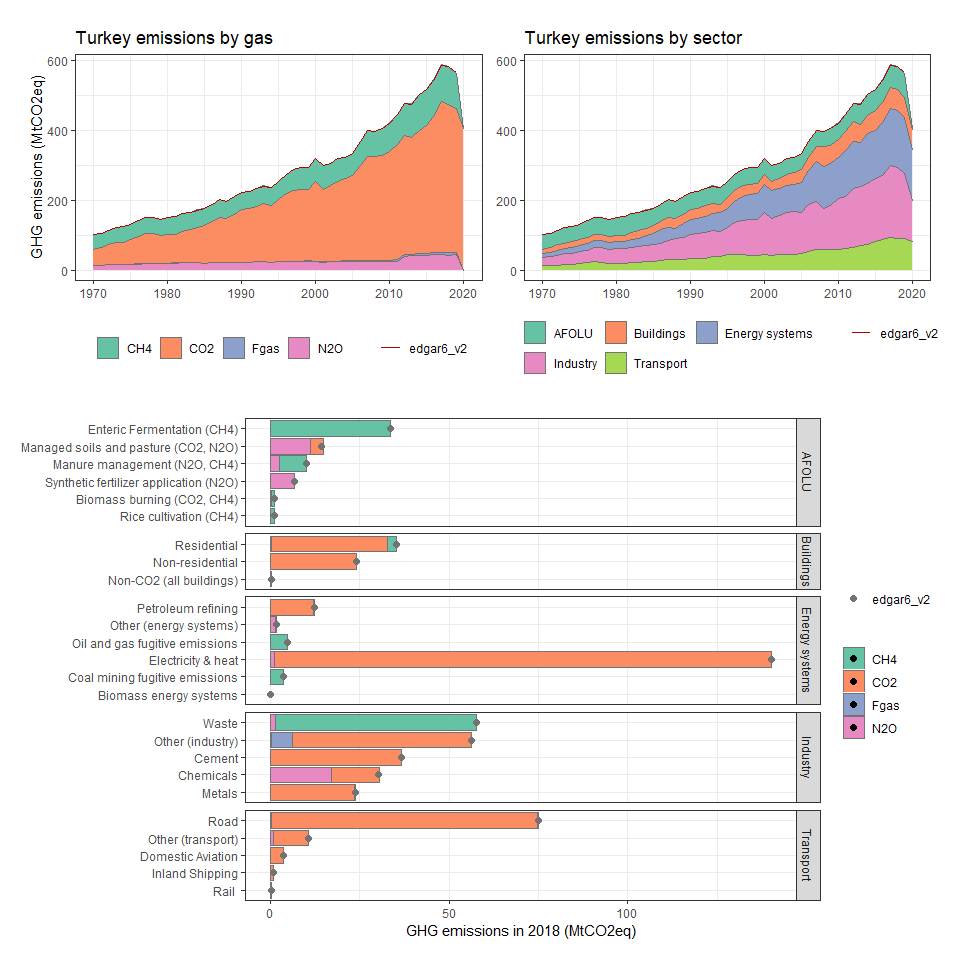 Turkey emissions by gas
GHG emissions (MtCO2eq)
600
400
200
0
1970
1980
1990
2000
2010
2020
CH4
CO2
Fgas
N2O
edgar6_v2
Turkey emissions by sector
600
400
200
0
1970
1980
1990
2000
2010
2020
AFOLU
Buildings
Energy systems
edgar6_v2
Industry
Transport
Enteric Fermentation (CH4)
Managed soils and pasture (CO2, N2O)
Manure management (N2O, CH4)
Synthetic fertilizer application (N2O)
Biomass burning (CO2, CH4)
Rice cultivation (CH4)
AFOLU
Residential
Non-residential
Non-CO2 (all buildings)
Buildings
Petroleum refining
Other (energy systems)
Oil and gas fugitive emissions
Electricity & heat
Coal mining fugitive emissions
Biomass energy systems
Energy systems
Waste
Other (industry)
Cement
Chemicals
Metals
Industry
Road
Other (transport)
Domestic Aviation
Inland Shipping
Rail
Transport
0
50
100
GHG emissions in 2018 (MtCO2eq)
edgar6_v2
CH4
CO2
Fgas
N2O